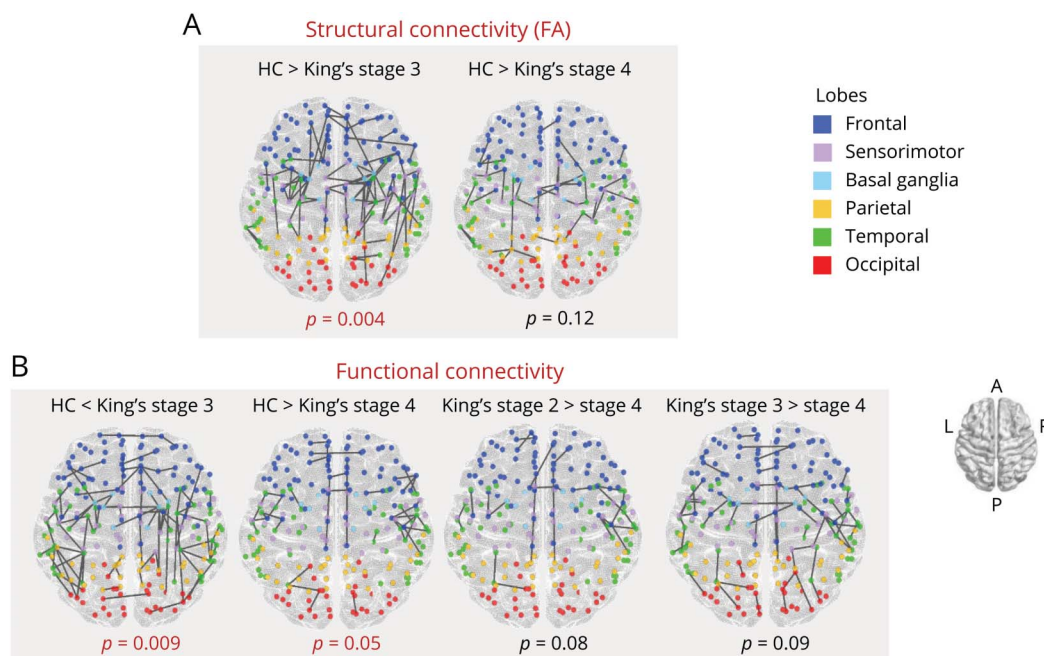 A
Structural connectivity (FA)
HC > King's stage 3
HC > King's stage 4
p = 0.004
p = 0.12
Lobes
Frontal
Sensorimotor
Basal ganglia
Parietal
Temporal
Occipital
B
Functional connectivity
HC < King's stage 3
HC > King's stage 4
King's stage 2 > stage 4
King's stage 3 > stage 4
p = 0.009
p = 0.05
p = 0.08
p = 0.09
A
L
P